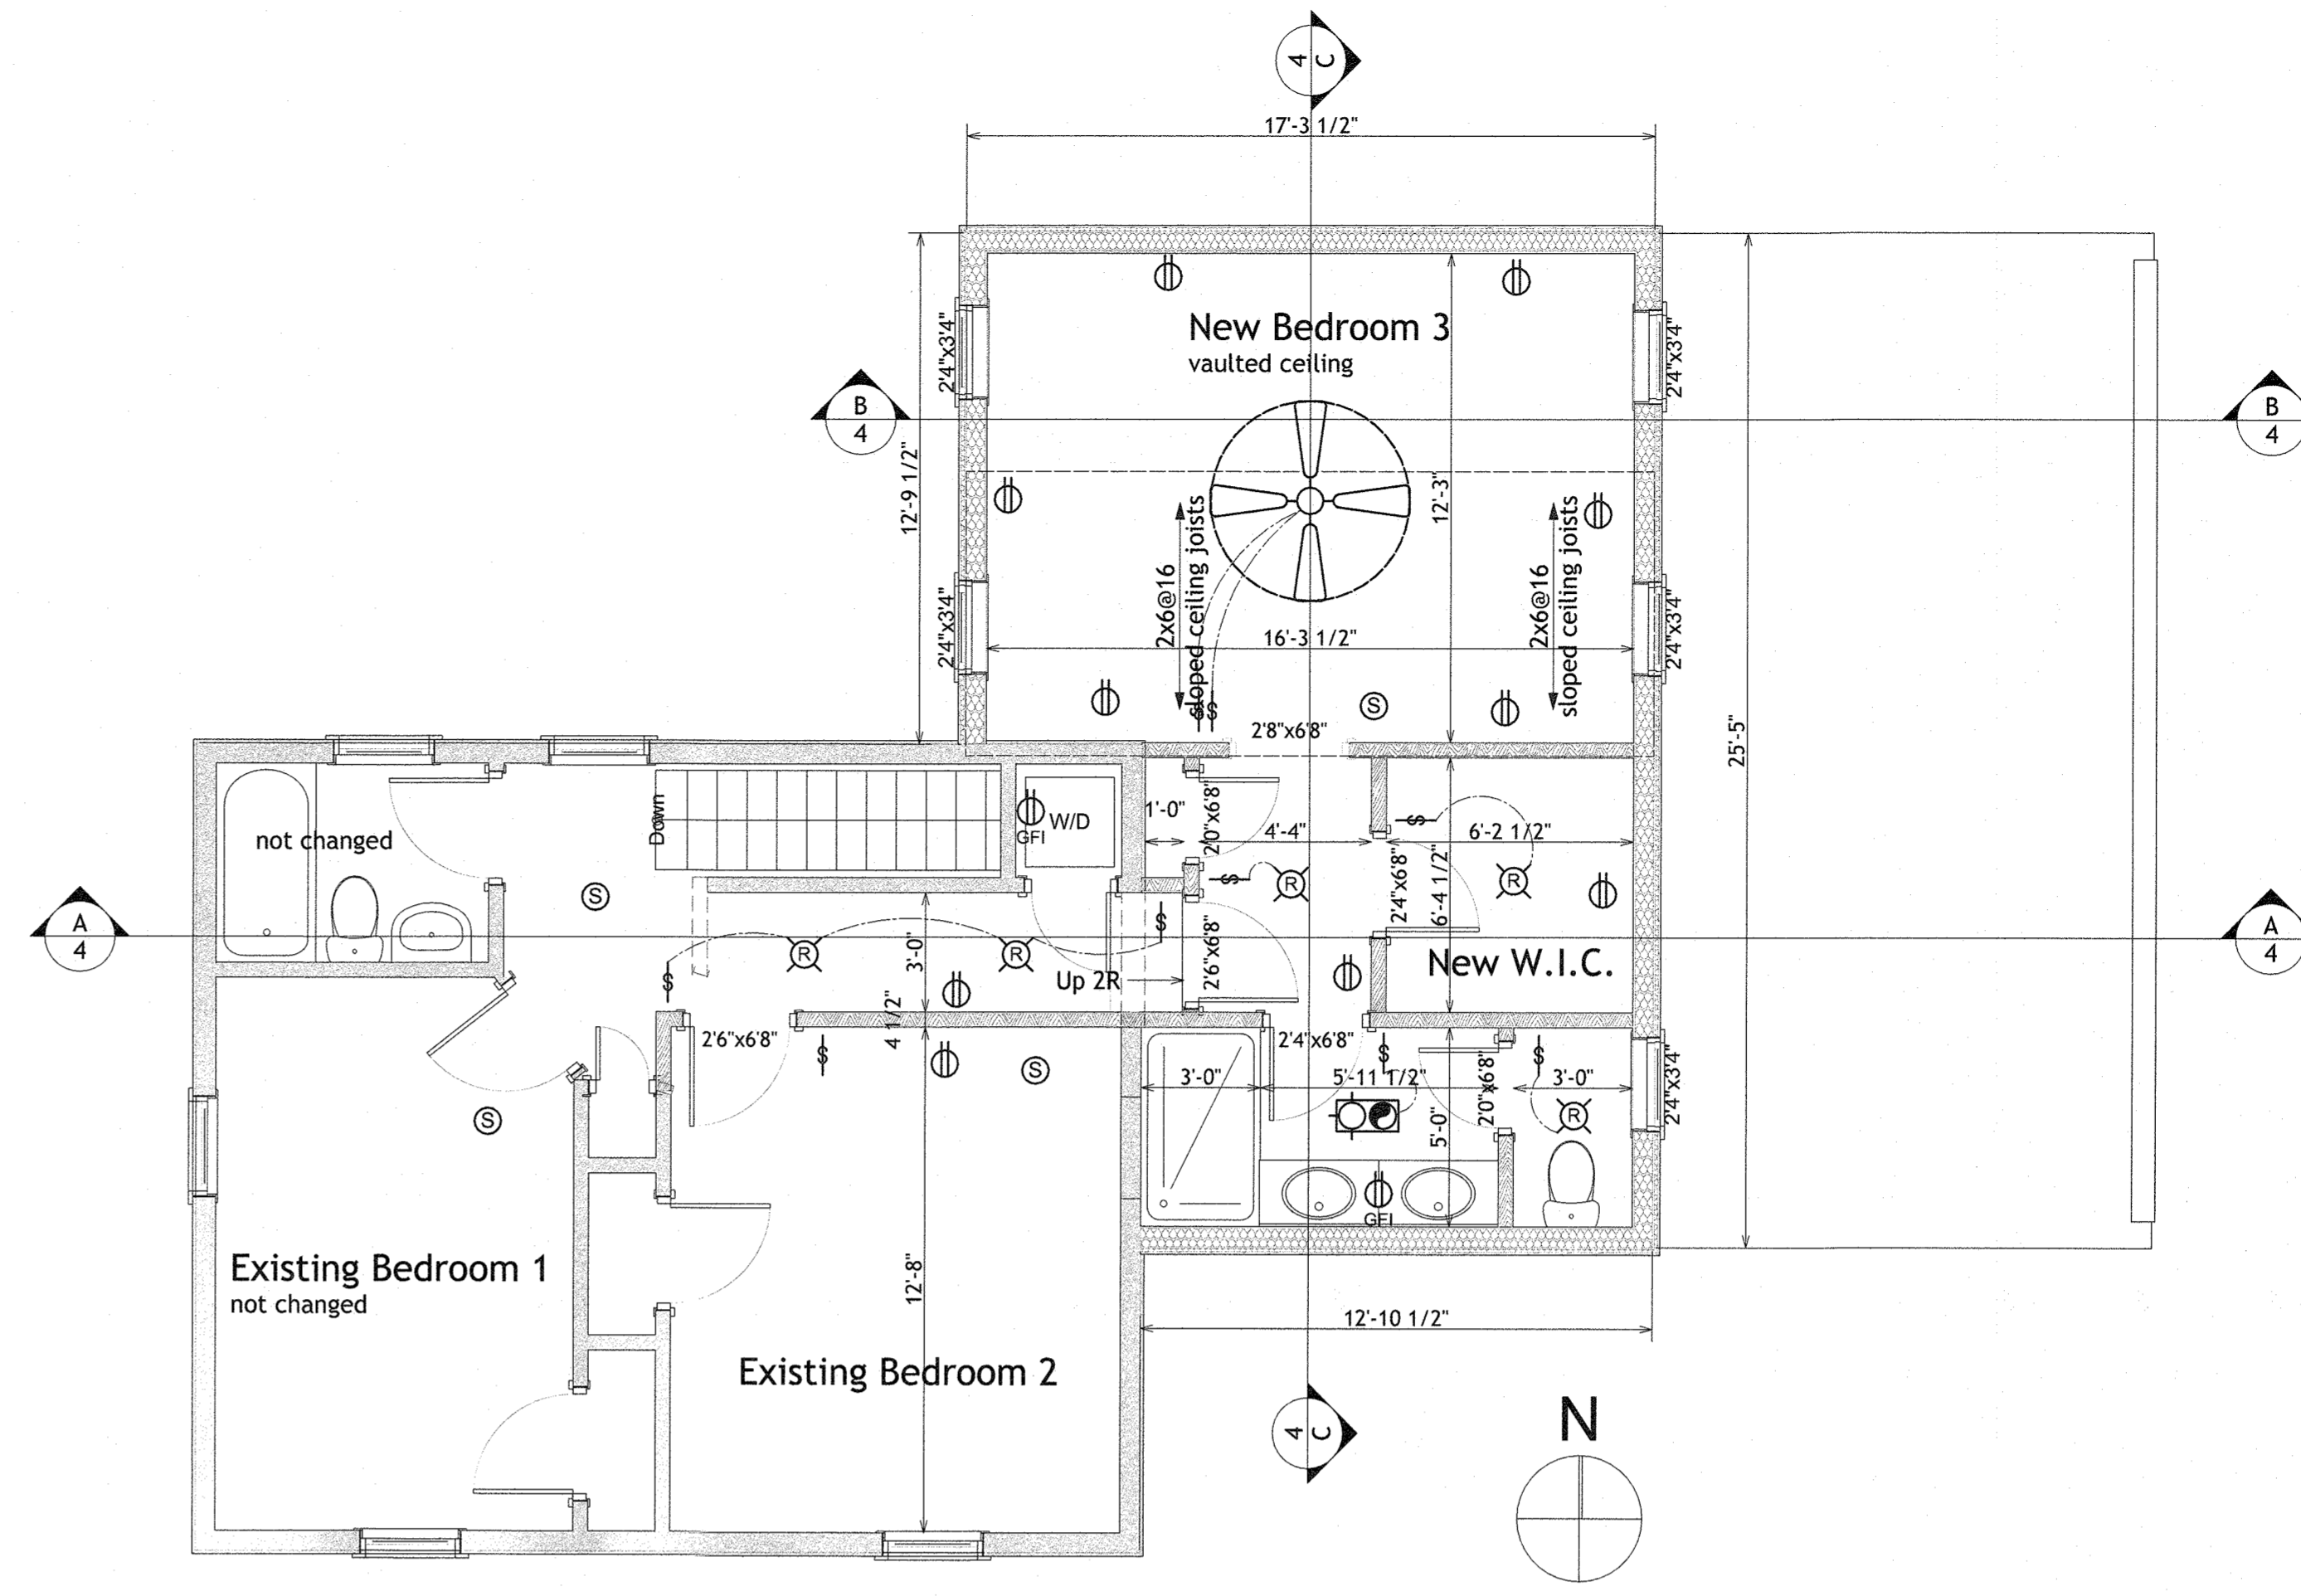 4
C
17'-3 1/2"
New Bedroom 3
vaulted ceiling
2'4"x3'4"
2'4"x3'4"
B
4
B
4
12'-9 1/2"
12'-3"
2x6@16
sloped ceiling joists
2x6@16
sloped ceiling joists
2'4"x3'4"
16'-3 1/2"
2'4"x3'4"
S
$
2'8"x6'8"
25'-5"
not changed
Down
GFI
W/D
1'-0"
2'0"x6'8"
4'-4"
$
6'-2 1/2"
2'4"x6'8"
6'-4 1/2"
S
$
R
R
A
4
A
4
3'-0"
R
R
$
$
Up 2R
2'6"x6'8"
New W.I.C.
4 1/2"
2'6"x6'8"
$
S
2'4"x6'8"
$
$
3'-0"
5'-11 1/2"
2'0"x6'8"
3'-0"
2'4"x3'4"
S
5'-0"
R
GFI
Existing Bedroom 1
not changed
12'-8"
12'-10 1/2"
Existing Bedroom 2
4
C
N